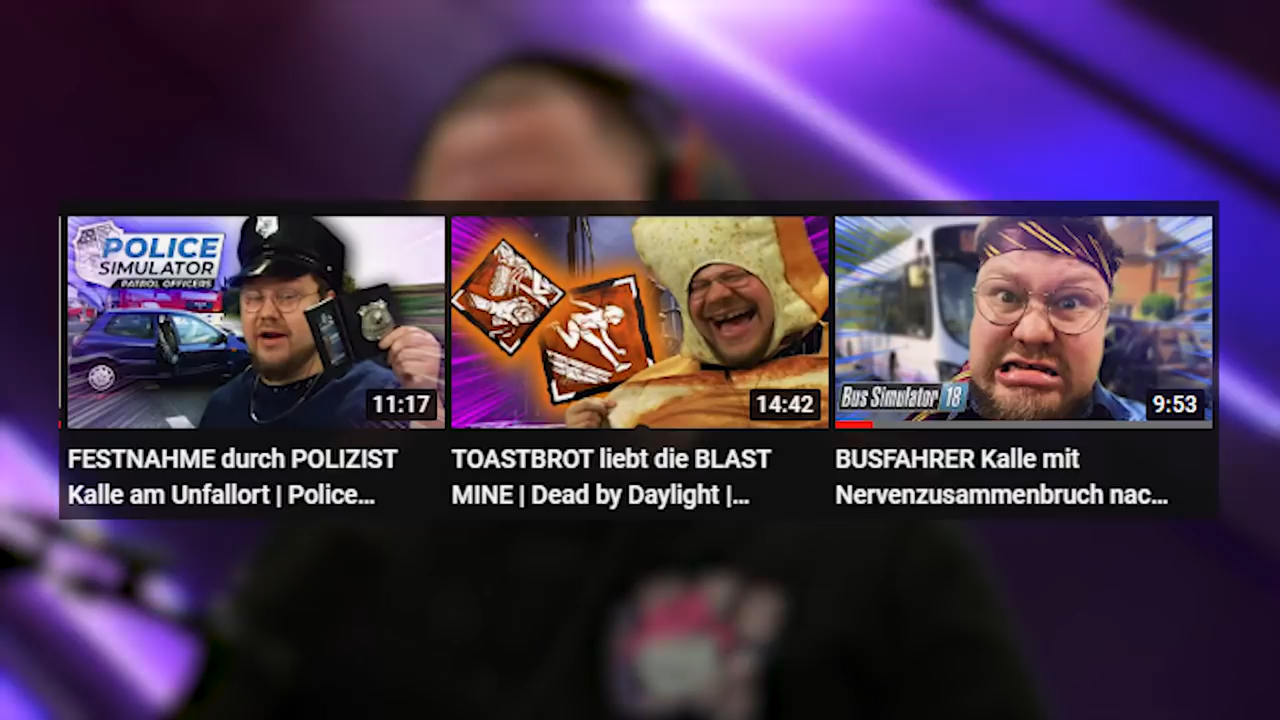 POLICE
SIMULATOR
PATROL OFFICERS
11:17
14:42
Bus Simulator 18
9:53
FESTNAHME durch POLIZIST
Kalle am Unfallort | Police...
TOASTBROT liebt die BLAST
MINE | Dead by Daylight |...
BUSFAHRER Kalle mit
Nervenzusammenbruch nac...